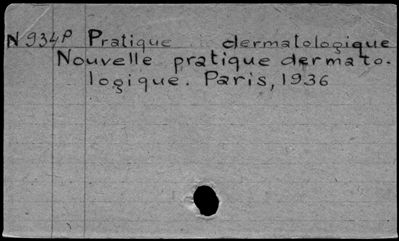 N934P Pratique dermatologique
Nouvelle pratique dermato-
logique. Paris, 1936